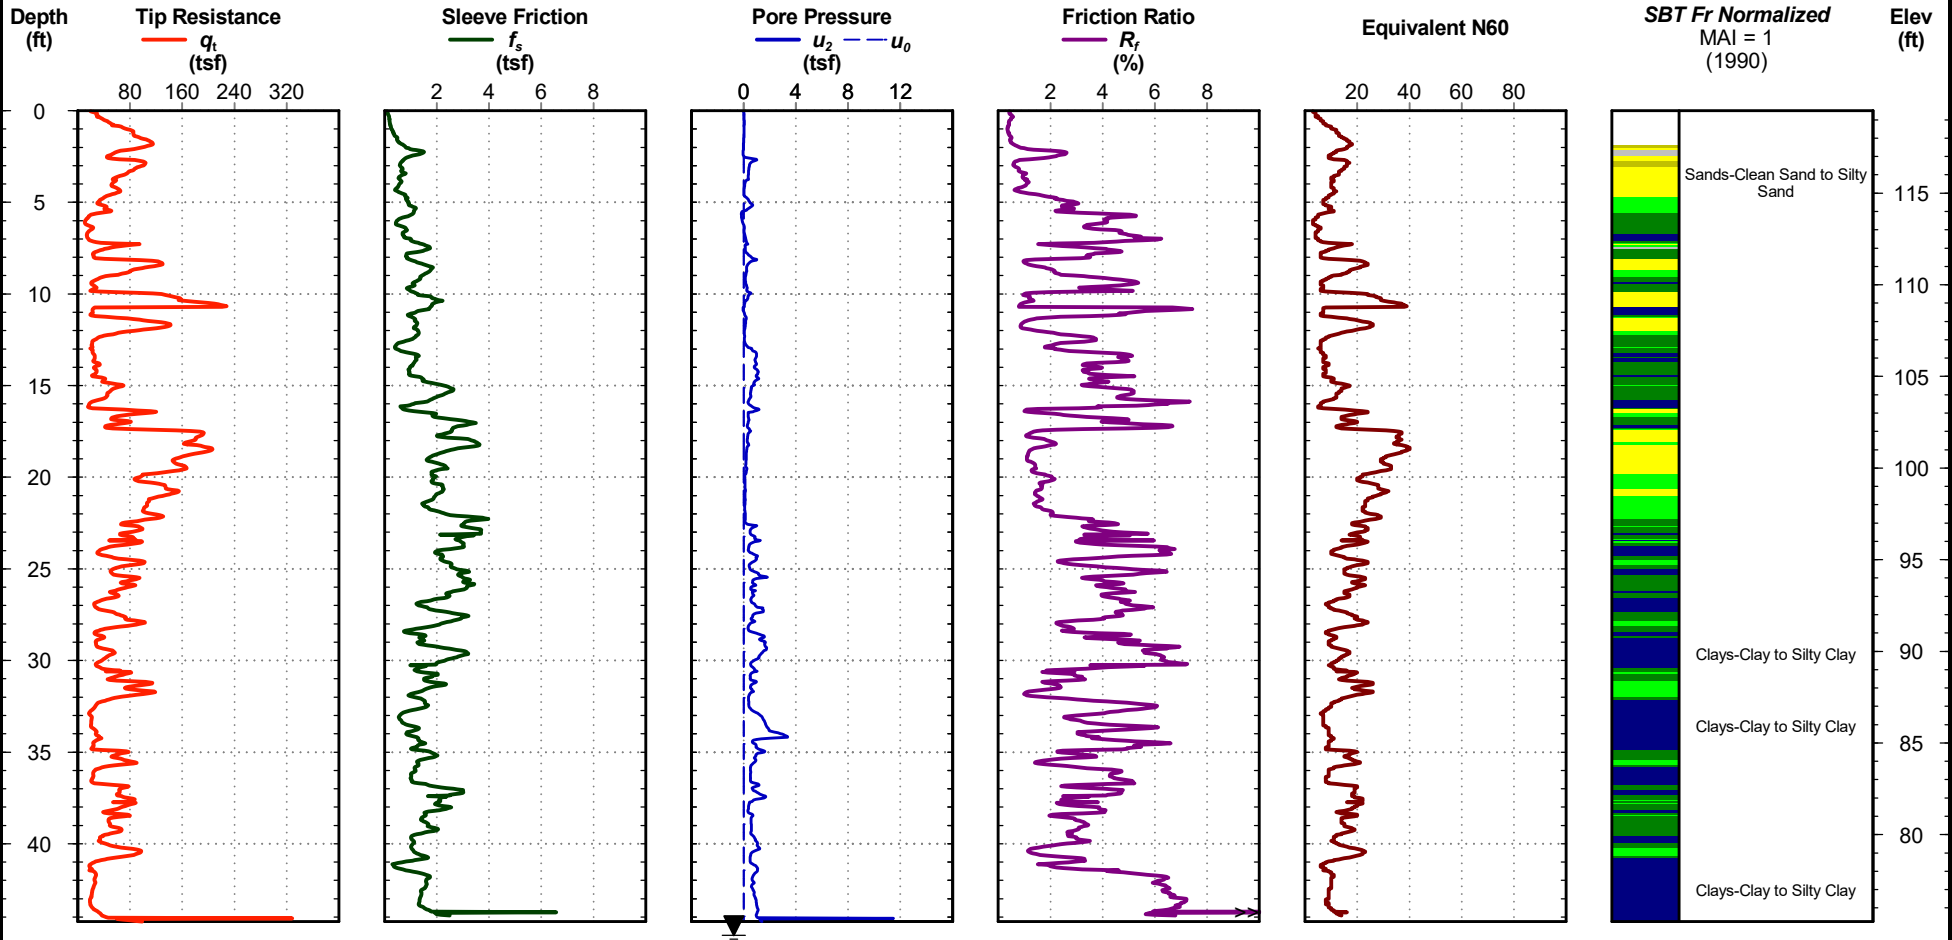 Depth
(ft)
Tip Resistance
qt
(tsf)
Sleeve Friction
fs
(tsf)
Pore Pressure
u2 u0
(tsf)
Friction Ratio
Rf
(%)
Equivalent N60
SBT Fr Normalized
MAI = 1
(1990)
Elev
(ft)
80 160 240 320
2 4 6 8
0 4 8 12
2 4 6 8
20 40 60 80
0
5
10
15
20
25
30
35
40
Sands-Clean Sand to Silty
Sand
Clays-Clay to Silty Clay
Clays-Clay to Silty Clay
Clays-Clay to Silty Clay
115
110
105
100
95
90
85
80